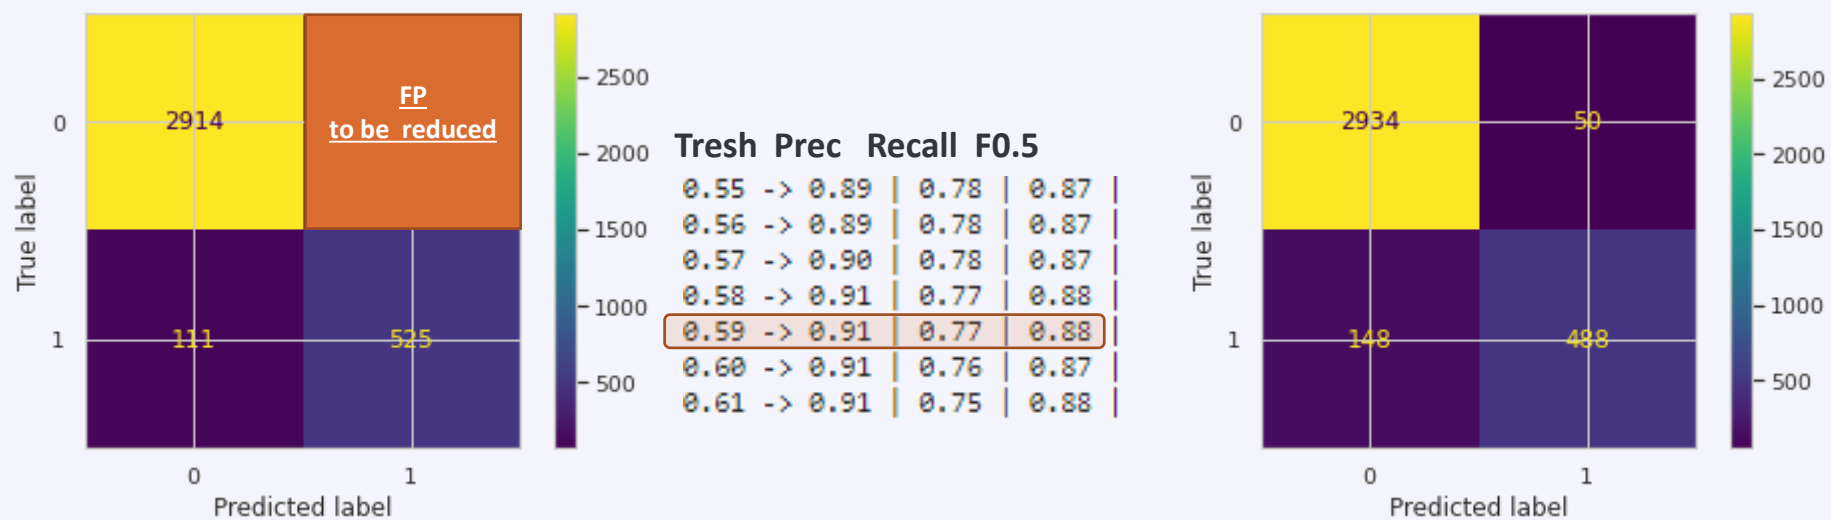 True label
0
1
2914
FP
to be reduced
111
525
0
1
Predicted label
2500
2000
1500
1000
500
Tresh Prec Recall F0.5
0.55 -> 0.89 | 0.78 | 0.87 |
0.56 -> 0.89 | 0.78 | 0.87 |
0.57 -> 0.90 | 0.78 | 0.87 |
0.58 -> 0.91 | 0.77 | 0.88 |
0.59 -> 0.91 | 0.77 | 0.88 |
0.60 -> 0.91 | 0.76 | 0.87 |
0.61 -> 0.91 | 0.75 | 0.88 |
True label
0
1
2934
50
148
488
0
1
Predicted label
2500
2000
1500
1000
500